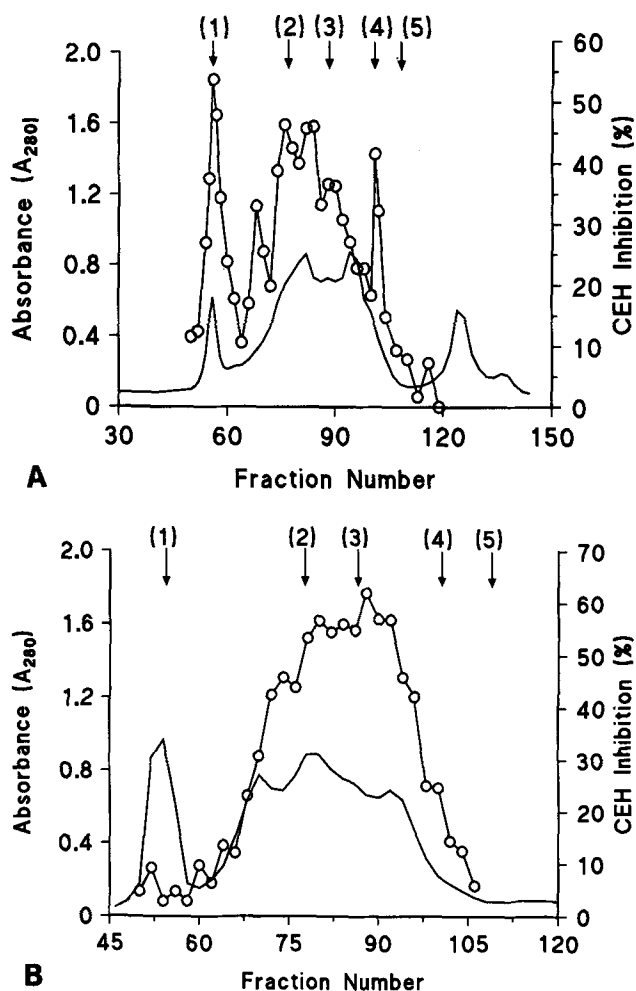 (1) (2) (3) (4) (5)
2.0
1.6
1.2
0.8
0.4
0
Absorbance (A280)
60
50
40
30
20
10
0
CEH Inhibition (%)
30 60 90 120 150
Fraction Number
A
(1) (2) (3) (4) (5)
2.0
1.6
1.2
0.8
0.4
0
Absorbance (A280)
70
60
50
40
30
20
10
0
CEH Inhibition (%)
45 60 75 90 105 120
Fraction Number
B